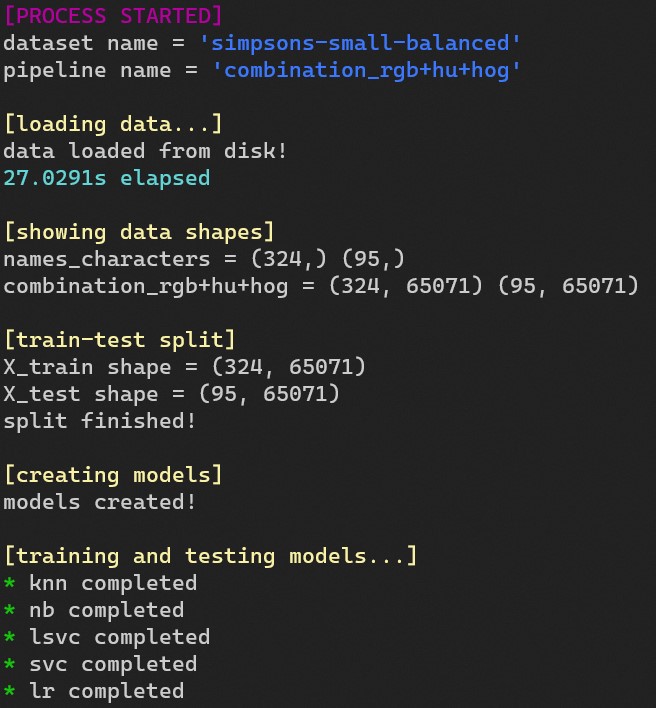 [PROCESS STARTED]
dataset name = 'simpsons-small-balanced'
pipeline name = 'combination_rgb+hu+hog'
[loading data...]
data loaded from disk!
27.0291s elapsed
[showing data shapes]
names_characters = (324,) (95,)
combination_rgb+hu+hog = (324, 65071) (95, 65071)
[train-test split]
X_train shape = (324, 65071)
X_test shape = (95, 65071)
split finished!
[creating models]
models created!
[training and testing models...]
* knn completed
* nb completed
* lsvc completed
* svc completed
* lr completed